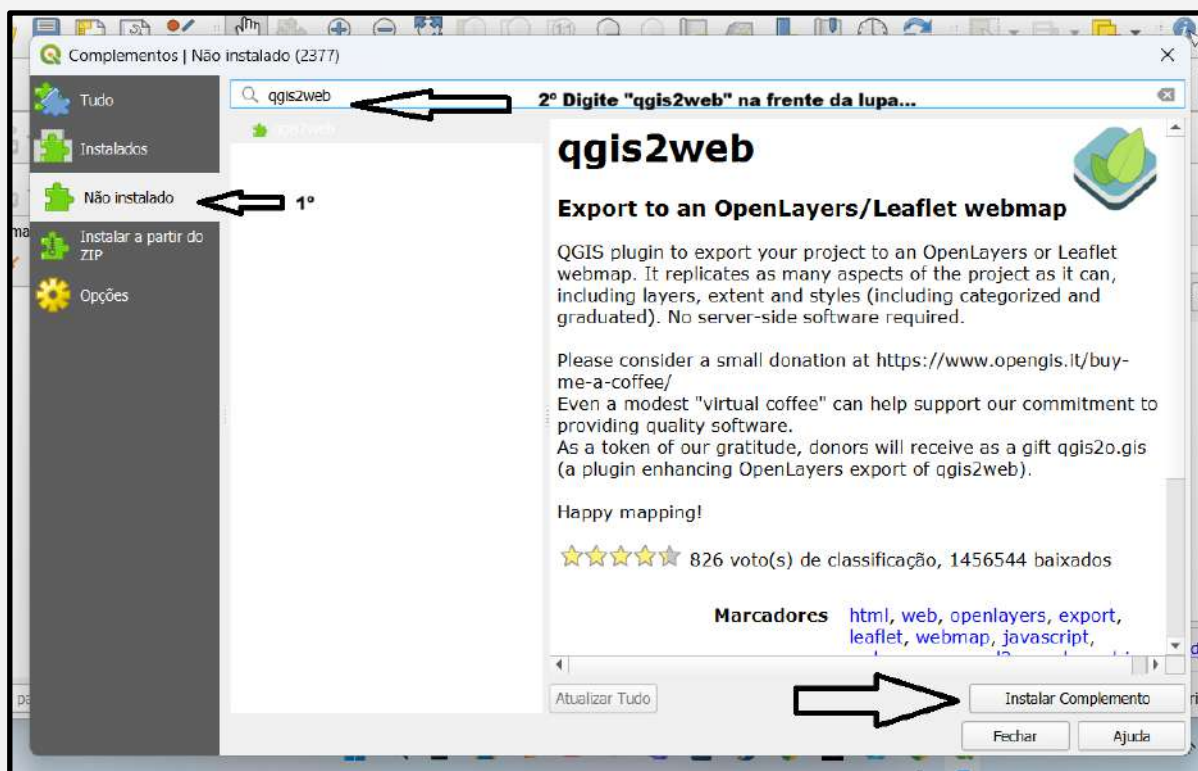 Complementos | Não instalado (2377)
Tudo
Instalados
Não instalado
Instalar a partir do
ZIP
Opções
1º
qgis2web
2º Digite "qgis2web" na frente da lupa...
qgis2web
qgis2web
Export to an OpenLayers/Leaflet webmap
QGIS plugin to export your project to an OpenLayers or Leaflet
webmap. It replicates as many aspects of the project as it can,
including layers, extent and styles (including categorized and
graduated). No server-side software required.
Please consider a small donation at https://www.opengis.it/buy-
me-a-coffee/
Even a modest "virtual coffee" can help support our commitment to
providing quality software.
As a token of our gratitude, donors will receive as a gift qgis2o.gis
(a plugin enhancing OpenLayers export of qgis2web).
Happy mapping!
826 voto(s) de classificação, 1456544 baixados
Marcadores html, web, openlayers, export,
leaflet, webmap, javascript,
Atualizar Tudo
Instalar Complemento
Fechar
Ajuda